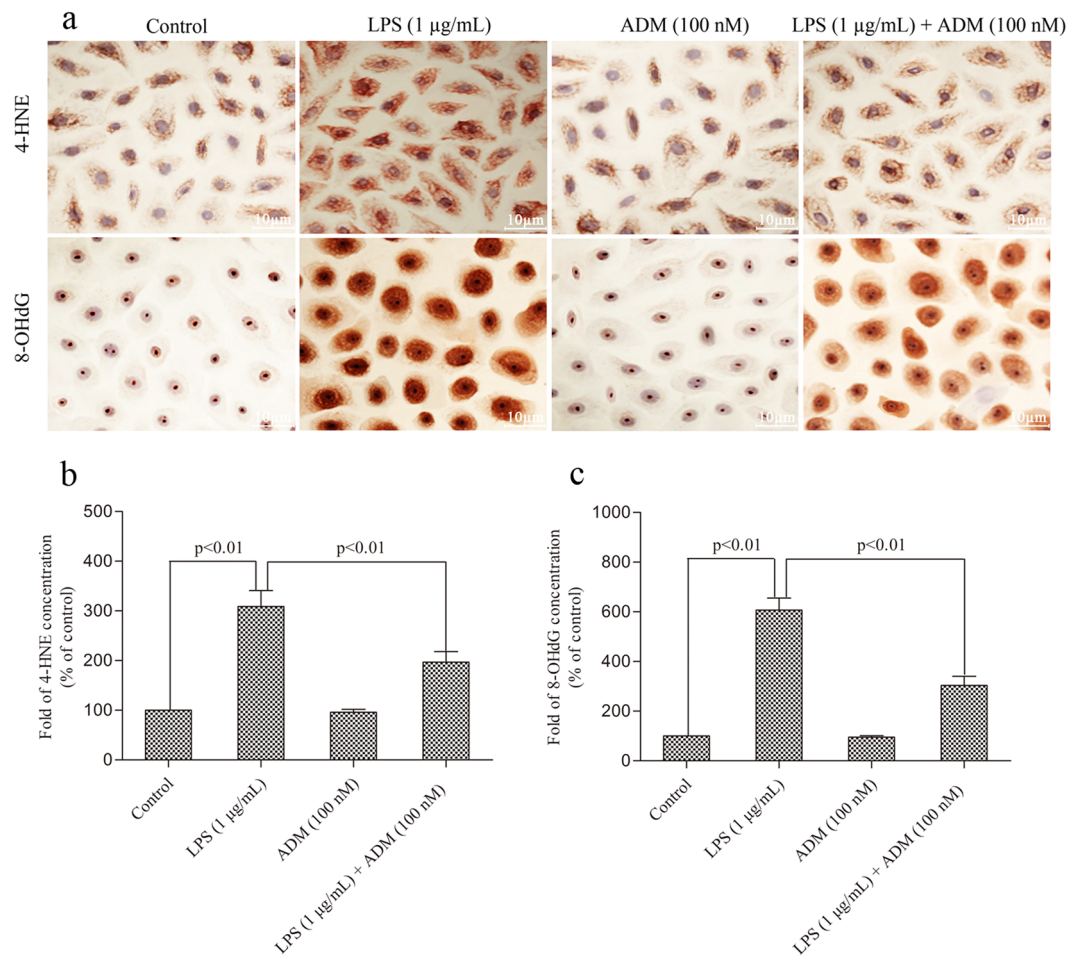 a
Control
LPS (1 µg/mL)
ADM (100 nM)
LPS (1 µg/mL) + ADM (100 nM)
4-HNE
10µm
10µm
10µm
10µm
8-OHdG
10µm
10µm
10µm
10µm
b
Fold of 4-HNE concentration
(% of control)
500
400
300
200
100
0
p<0.01
p<0.01
Control
LPS (1 µg/mL)
ADM (100 nM)
LPS (1 µg/mL) + ADM (100 nM)
c
Fold of 8-OHdG concentration
(% of control)
1000
800
600
400
200
0
p<0.01
p<0.01
Control
LPS (1 µg/mL)
ADM (100 nM)
LPS (1 µg/mL) + ADM (100 nM)